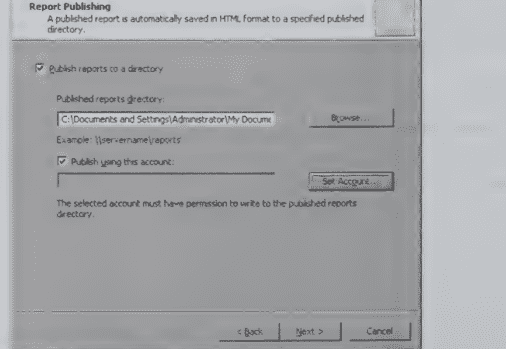 Report Publishing
A published report is automatically saved in HTML format to a specified published
directory.
Publish reports to a directory
Published reports directory:
C:\Documents and Settings\Administrator\My Docume
Browse...
Example: \\servername\reports
Publish using this account:
Set Account...
The selected account must have permission to write to the published reports
directory.
< Back
Next >
Cancel